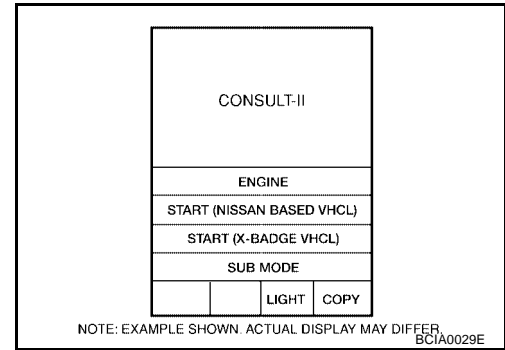 CONSULT-II
ENGINE
START (NISSAN BASED VHCL)
START (X-BADGE VHCL)
SUB MODE
LIGHT COPY
NOTE: EXAMPLE SHOWN. ACTUAL DISPLAY MAY DIFFER.
BCIA0029E